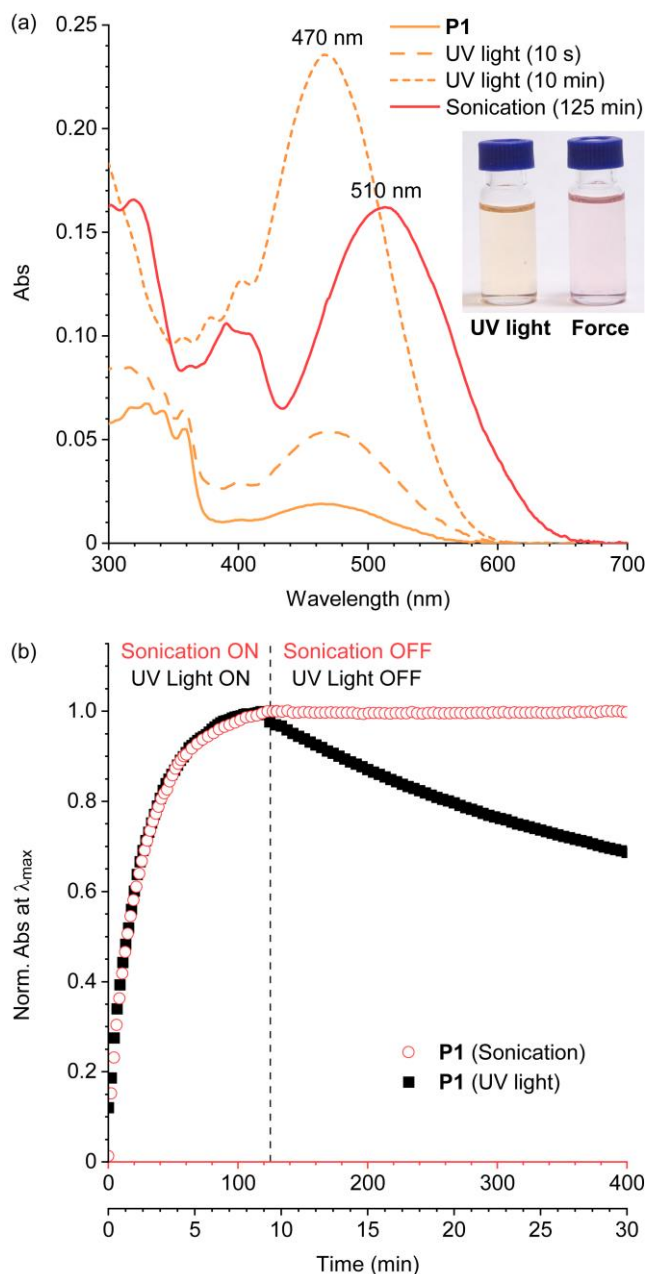 (a)
0.25
0.20
0.15
0.10
0.05
0
Abs
470 nm
510 nm
P1
UV light (10 s)
UV light (10 min)
Sonication (125 min)
UV light Force
300 400 500 600 700
Wavelength (nm)
(b)
Sonication ON Sonication OFF
UV Light ON UV Light OFF
1.0
0.8
0.6
0.4
0.2
0
Norm. Abs at λmax
P1 (Sonication)
P1 (UV light)
0 100 200 300 400
0 5 10 15 20 25 30
Time (min)